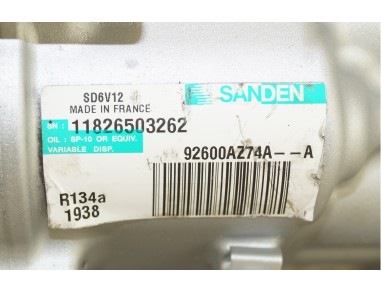 SD6V12
MADE IN FRANCE
SANDEN
SN: 11826503262
OIL: SP-10 OR EQUIV.
VARIABLE DISP.
92600AZ74A--A
R134a
1938